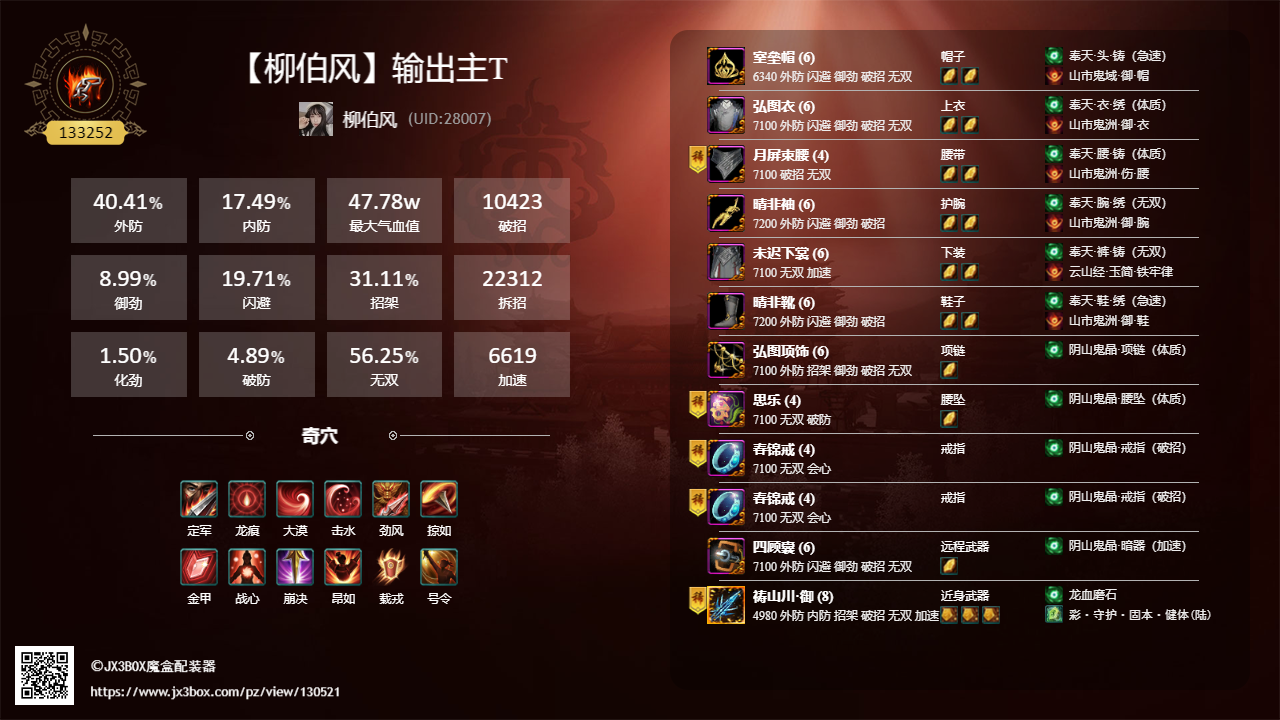 133252
【柳伯风】输出主T
柳伯风 (UID:28007)
40.41%
外防
17.49%
内防
47.78w
最大气血值
10423
破招
8.99%
御劲
19.71%
闪避
31.11%
招架
22312
拆招
1.50%
化劲
4.89%
破防
56.25%
无双
6619
加速
奇穴
定军 龙痕 大漠 击水 劲风 掠如
金甲 战心 崩决 昂如 载戎 号令
©JX3BOX魔盒配装器
https://www.jx3box.com/pz/view/130521
室垒帽 (6) 帽子 奉天·头·铸（急速）
6340 外防 闪避 御劲 破招 无双 山市鬼域·御·帽
弘图衣 (6) 上衣 奉天·衣·绣（体质）
7100 外防 闪避 御劲 破招 无双 山市鬼洲·御·衣
稀 月屏束腰 (4) 腰带 奉天·腰·铸（体质）
7100 破招 无双 山市鬼洲·伤·腰
晴非袖 (6) 护腕 奉天·腕·绣（无双）
7200 外防 闪避 御劲 破招 山市鬼洲·御·腕
未迟下裳 (6) 下装 奉天·裤·铸（无双）
7100 无双 加速 云山经·玉简·铁牢律
晴非靴 (6) 鞋子 奉天·鞋·绣（急速）
7200 外防 闪避 御劲 破招 山市鬼洲·御·鞋
弘图项饰 (6) 项链 阴山鬼晶·项链（体质）
7100 外防 招架 御劲 破招 无双
稀 思乐 (4) 腰坠 阴山鬼晶·腰坠（体质）
7100 无双 破防
稀 春锦戒 (4) 戒指 阴山鬼晶·戒指（破招）
7100 无双 会心
稀 春锦戒 (4) 戒指 阴山鬼晶·戒指（破招）
7100 无双 会心
四顾囊 (6) 远程武器 阴山鬼晶·暗器（加速）
7100 外防 闪避 御劲 破招 无双
稀 祷山川·御 (8) 近身武器 龙血磨石
4980 外防 内防 招架 破招 无双 加速 彩·守护·固本·健体(陆)